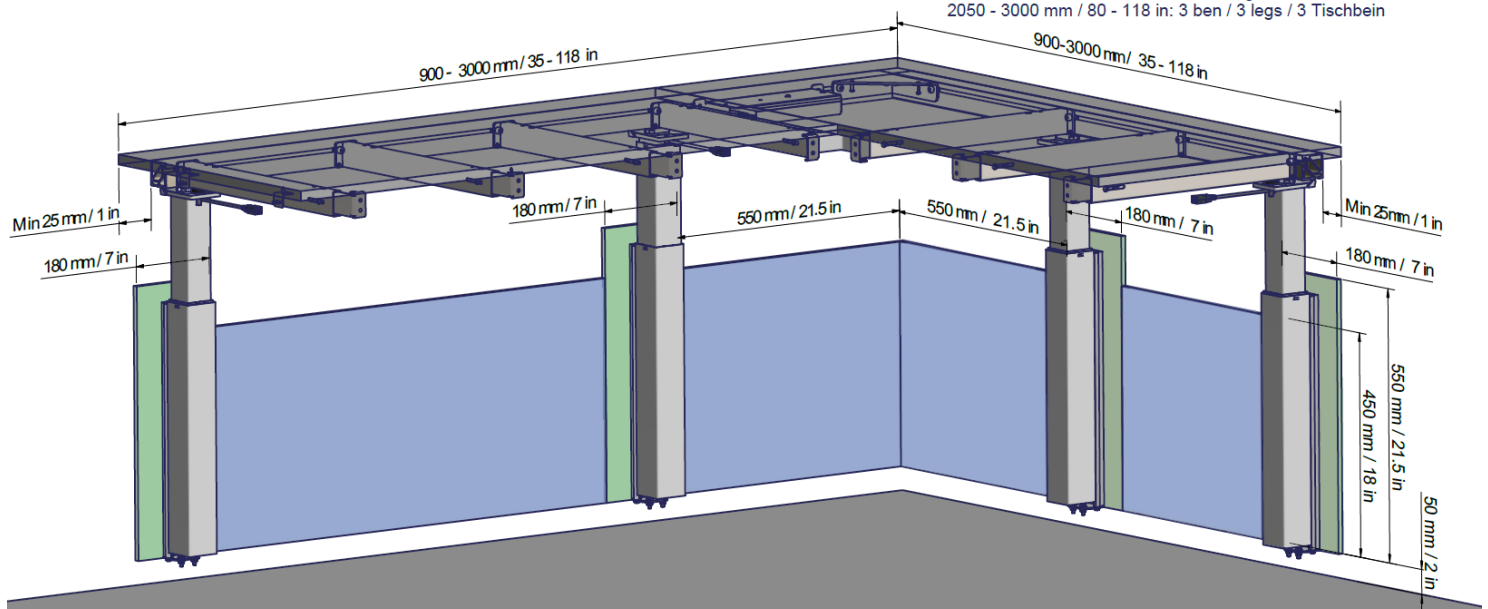 2050 - 3000 mm / 80 - 118 in: 3 ben / 3 legs / 3 Tischbein
900 - 3000 mm / 35 - 118 in
900-3000 mm / 35 - 118 in
Min 25 mm / 1 in
180 mm / 7 in
180 mm / 7 in
550 mm / 21.5 in
550 mm / 21.5 in
180 mm / 7 in
Min 25mm / 1 in
180 mm / 7 in
550 mm / 21.5 in
450 mm / 18 in
50 mm / 2 in